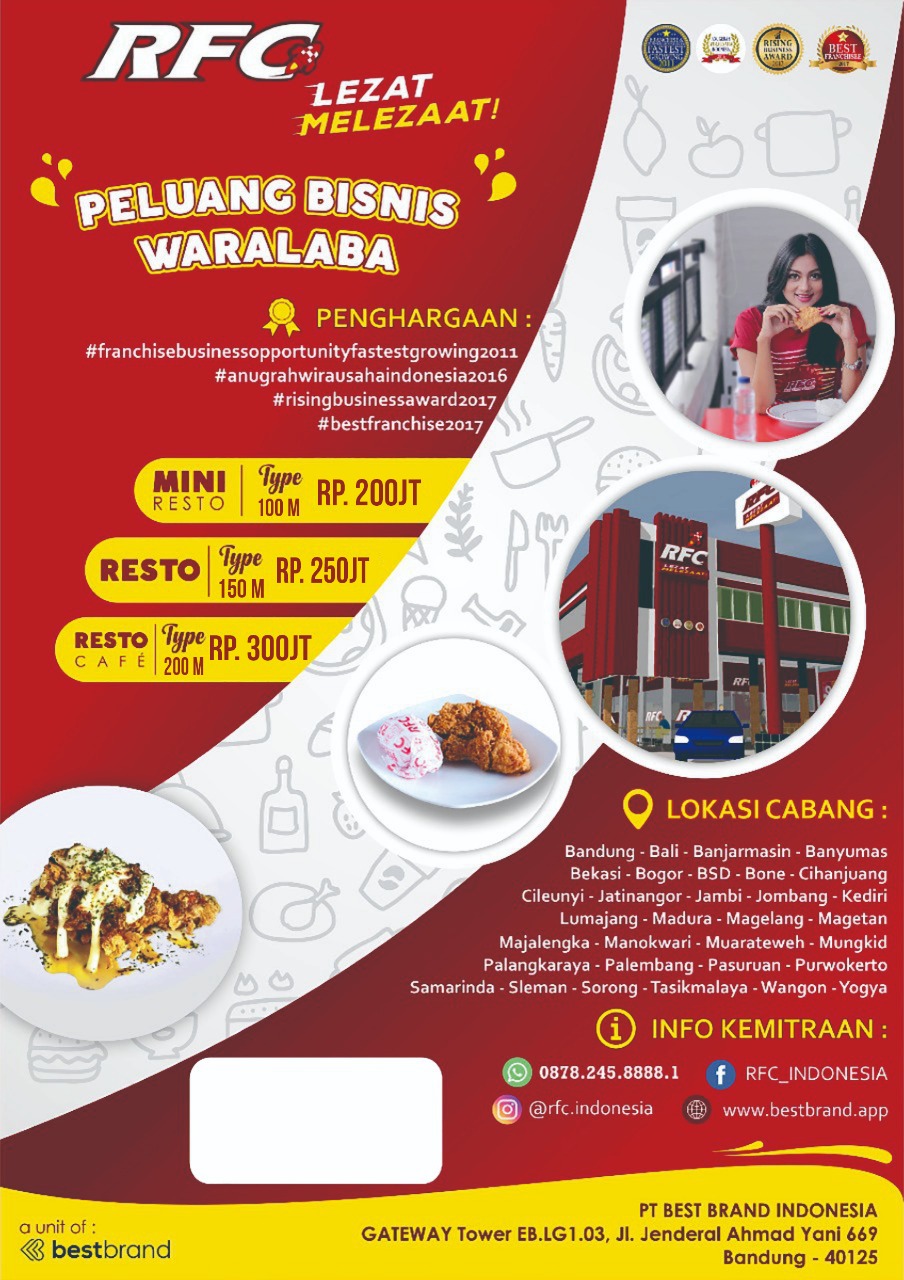 RFC
LEZAT
MELEZAAT!
RISING
BUSINESS
AWARD
BEST
FRANCHISE
PELUANG BISNIS
WARALABA
PENGHARGAAN :
#franchisebusinessopportunityfastestgrowing2011
#anugrahwirausahaindonesia2016
#risingbusinessaward2017
#bestfranchise2017
MINI
RESTO
Type
100 M
RP. 200JT
RESTO
Type
150 M
RP. 250JT
RESTO
CAFÉ
Type
200 M
RP. 300JT
RFC
RFC
LEZAT
RFC
RFC
RFC
LOKASI CABANG :
Bandung - Bali - Banjarmasin - Banyumas
Bekasi - Bogor - BSD - Bone - Cihanjuang
Cileunyi - Jatinangor - Jambi - Jombang - Kediri
Lumajang - Madura - Magelang - Magetan
Majalengka - Manokwari - Muarateweh - Mungkid
Palangkaraya - Palembang - Pasuruan - Purwokerto
Samarinda - Sleman - Sorong - Tasikmalaya - Wangon - Yogya
INFO KEMITRAAN :
0878.245.8888.1
RFC_INDONESIA
@rfc.indonesia
www.bestbrand.app
a unit of :
bestbrand
PT BEST BRAND INDONESIA
GATEWAY Tower EB.LG1.03, Jl. Jenderal Ahmad Yani 669
Bandung - 40125